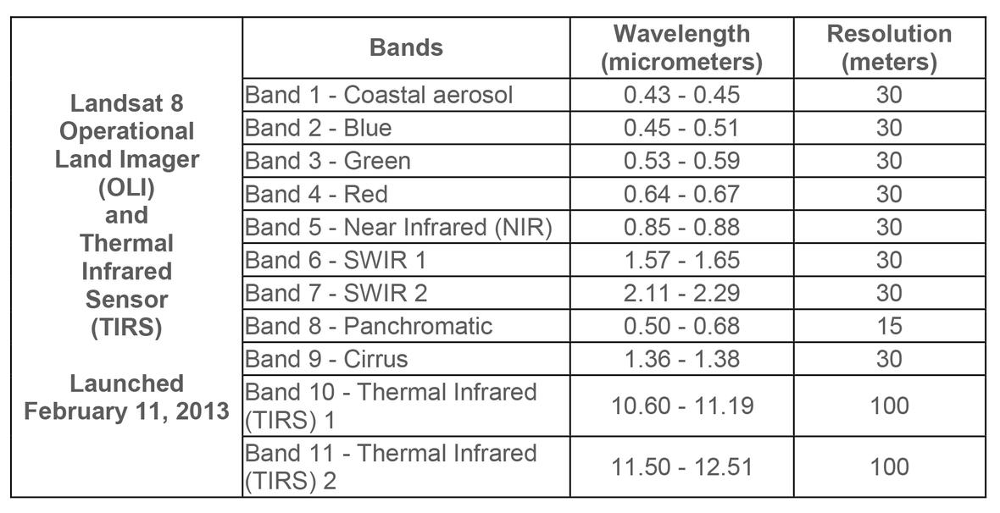 Landsat 8
Operational
Land Imager
(OLI)
and
Thermal
Infrared
Sensor
(TIRS)
Launched
February 11, 2013
Bands
Wavelength
(micrometers)
Resolution
(meters)
Band 1 - Coastal aerosol
0.43 - 0.45
30
Band 2 - Blue
0.45 - 0.51
30
Band 3 - Green
0.53 - 0.59
30
Band 4 - Red
0.64 - 0.67
30
Band 5 - Near Infrared (NIR)
0.85 - 0.88
30
Band 6 - SWIR 1
1.57 - 1.65
30
Band 7 - SWIR 2
2.11 - 2.29
30
Band 8 - Panchromatic
0.50 - 0.68
15
Band 9 - Cirrus
1.36 - 1.38
30
Band 10 - Thermal Infrared
(TIRS) 1
10.60 - 11.19
100
Band 11 - Thermal Infrared
(TIRS) 2
11.50 - 12.51
100